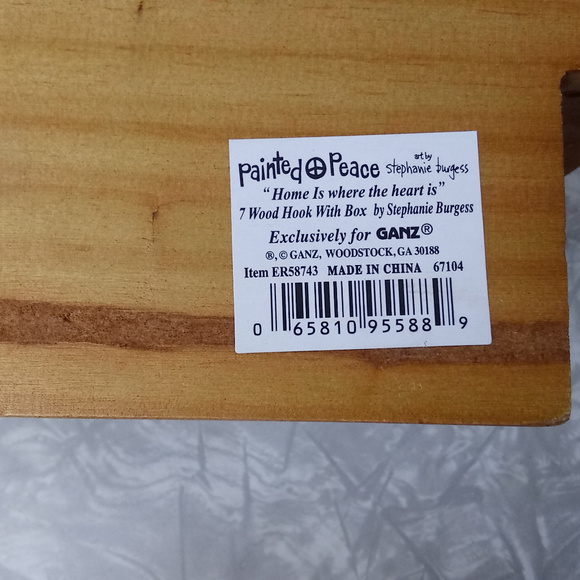 Painted Peace art by stephanie burgess
"Home Is where the heart is"
7 Wood Hook With Box by Stephanie Burgess
Exclusively for GANZ®
®, © GANZ, WOODSTOCK, GA 30188
Item ER58743 MADE IN CHINA 67104
0 65810 95588 9